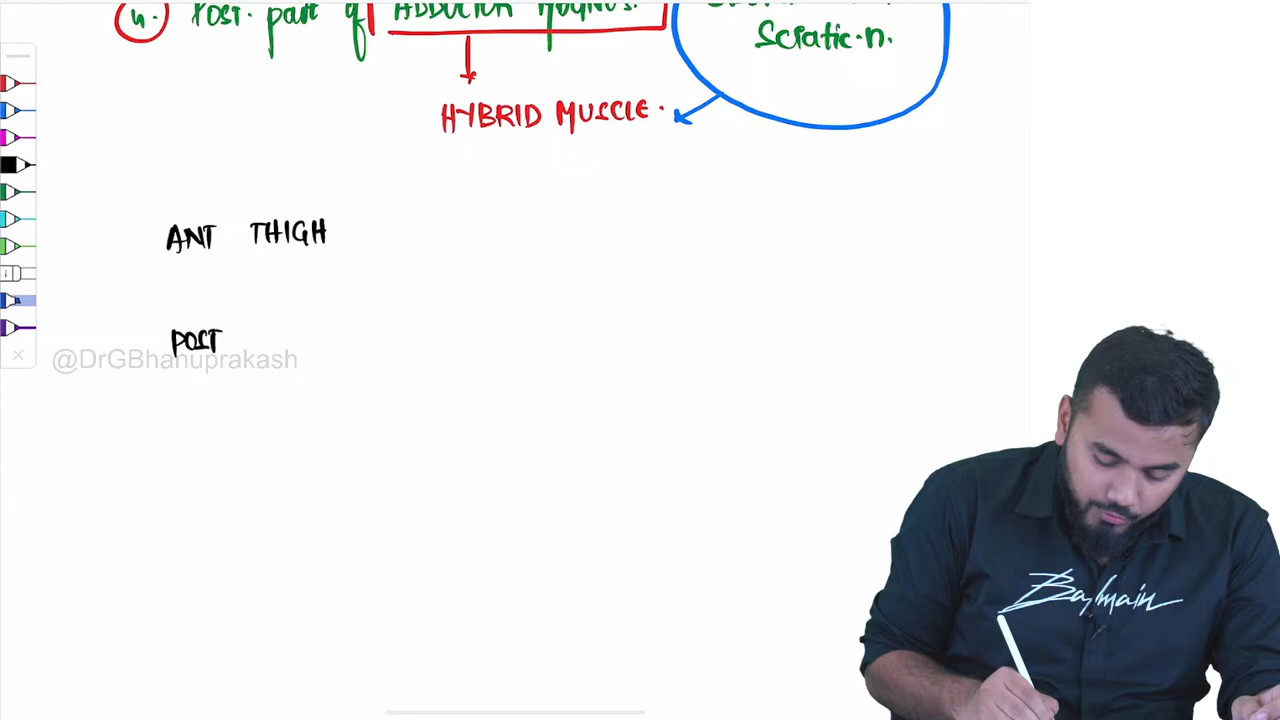 4. Post. part of ADDUCTOR MAGNUS.
Sciatic.n.
HYBRID MUSCLE.
ANT THIGH
POST
@DrGBhanuprakash
Balmain